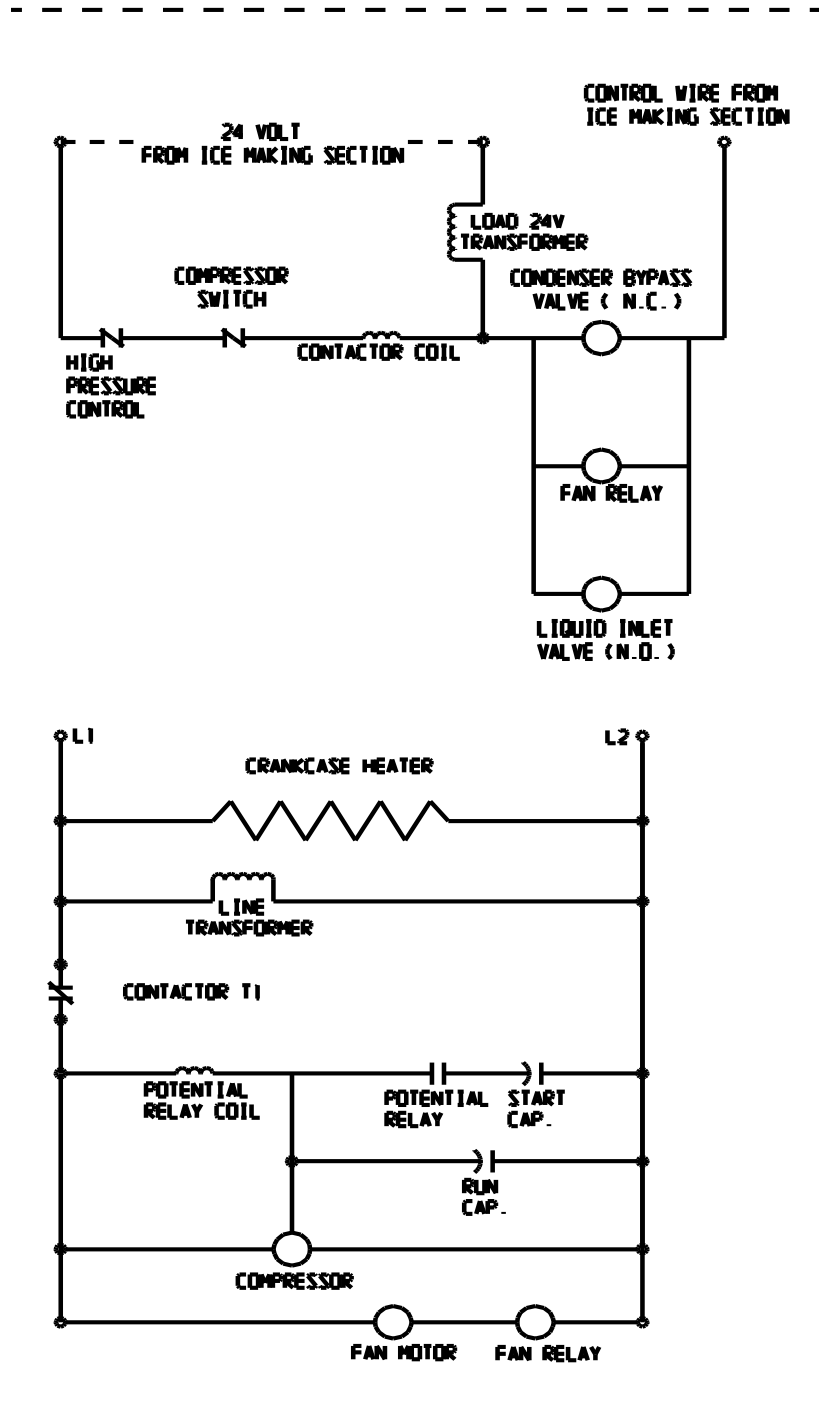 CONTROL WIRE FROM
ICE MAKING SECTION
24 VOLT
FROM ICE MAKING SECTION
LOAD 24V
TRANSFORMER
COMPRESSOR
SWITCH
CONDENSER BYPASS
VALVE ( N.C. )
HIGH
PRESSURE
CONTROL
CONTACTOR COIL
FAN RELAY
LIQUID INLET
VALVE (N.O. )
L1
L2
CRANKCASE HEATER
LINE
TRANSFORMER
CONTACTOR T1
POTENTIAL
RELAY COIL
POTENTIAL
RELAY
START
CAP.
RUN
CAP.
COMPRESSOR
FAN MOTOR
FAN RELAY